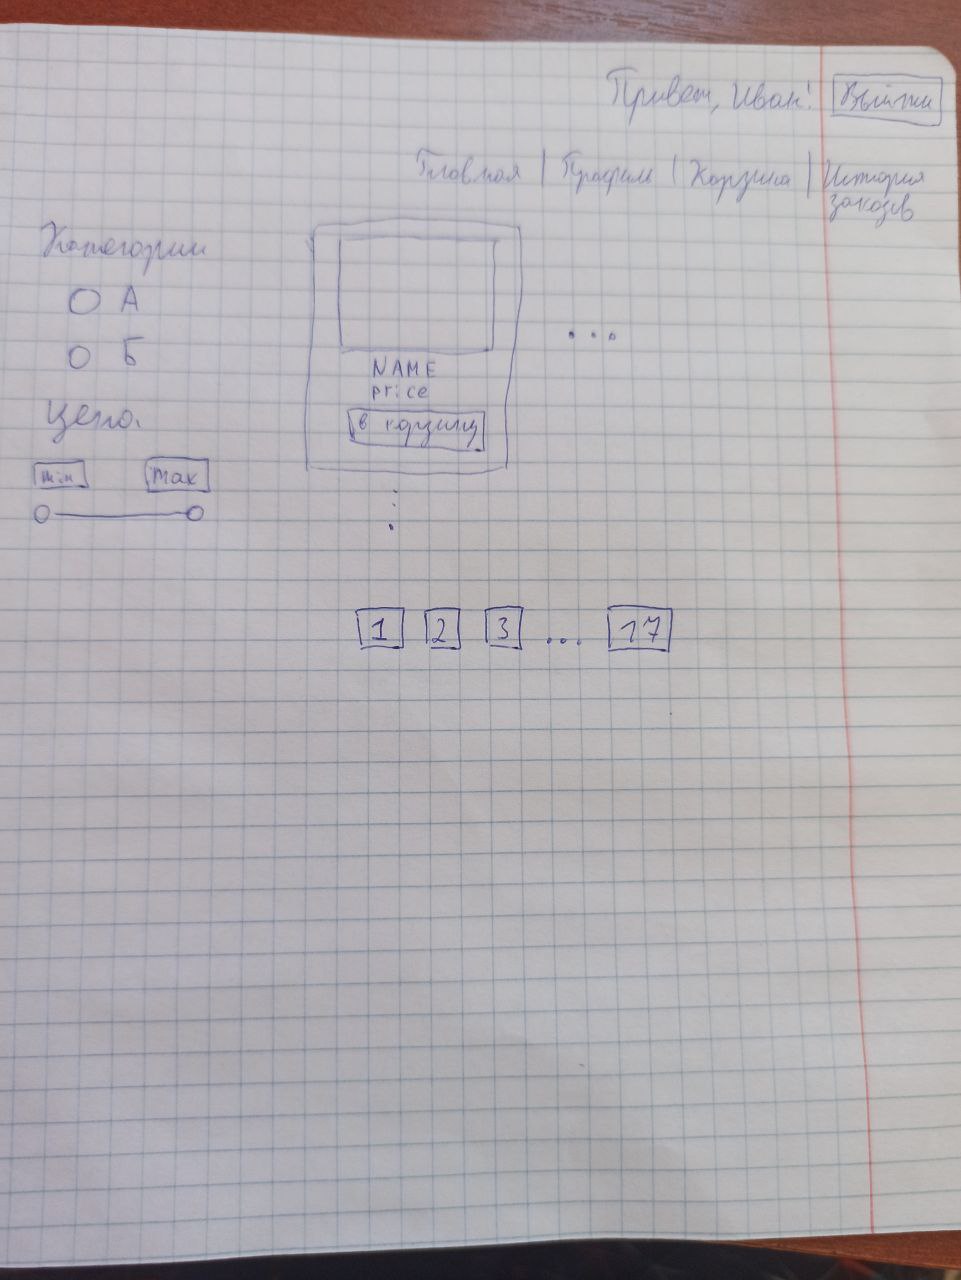 Привет, Иван! Выйти
Главная | Профиль | Корзина | История
заказов
Категории
А
Б
Цена.
min max
NAME
price
в корзину
1 2 3 ... 17